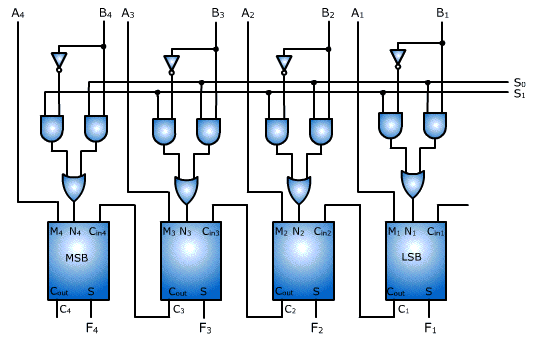 A4 B4 A3 B3 A2 B2 A1 B1
S0
S1
M4 N4 Cin4 M3 N3 Cin3 M2 N2 Cin2 M1 N1 Cin1
MSB LSB
Cout S Cout S Cout S Cout S
C4 C3 C2 C1
F4 F3 F2 F1